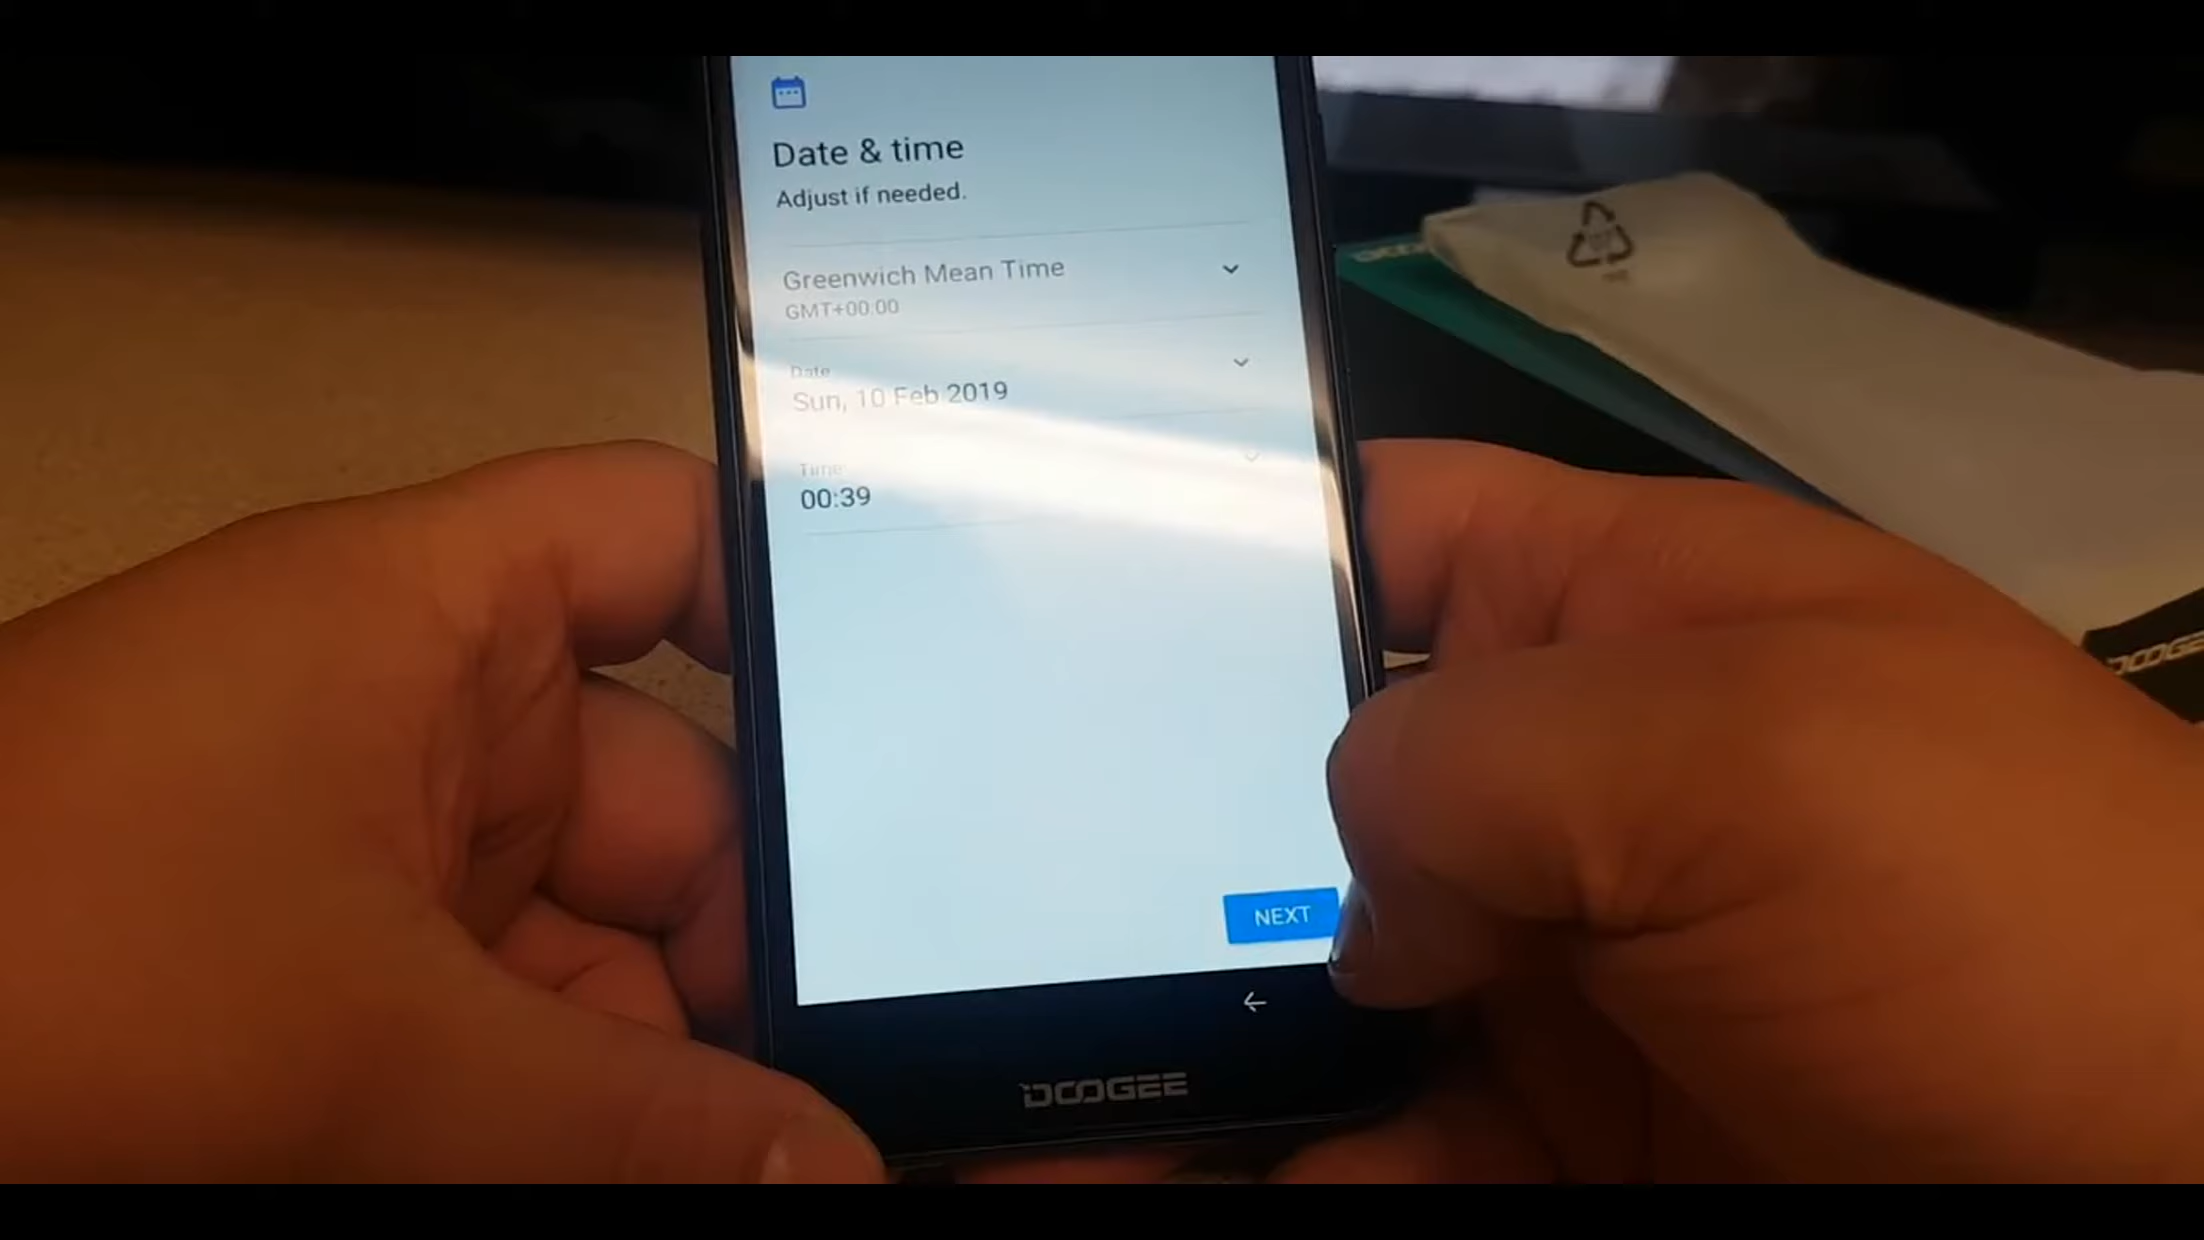 Date & time
Adjust if needed.
Greenwich Mean Time
GMT+00:00
Date
Sun, 10 Feb 2019
Time
00:39
NEXT
DOOGEE
DOOGEE